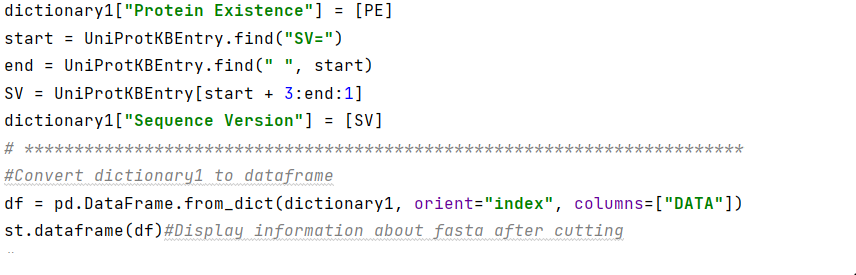 dictionary1["Protein Existence"] = [PE]
start = UniProtKBEntry.find("SV=")
end = UniProtKBEntry.find(" ", start)
SV = UniProtKBEntry[start + 3:end:1]
dictionary1["Sequence Version"] = [SV]
# ************************************************************************
#Convert dictionary1 to dataframe
df = pd.DataFrame.from_dict(dictionary1, orient="index", columns=["DATA"])
st.dataframe(df)#Display information about fasta after cutting